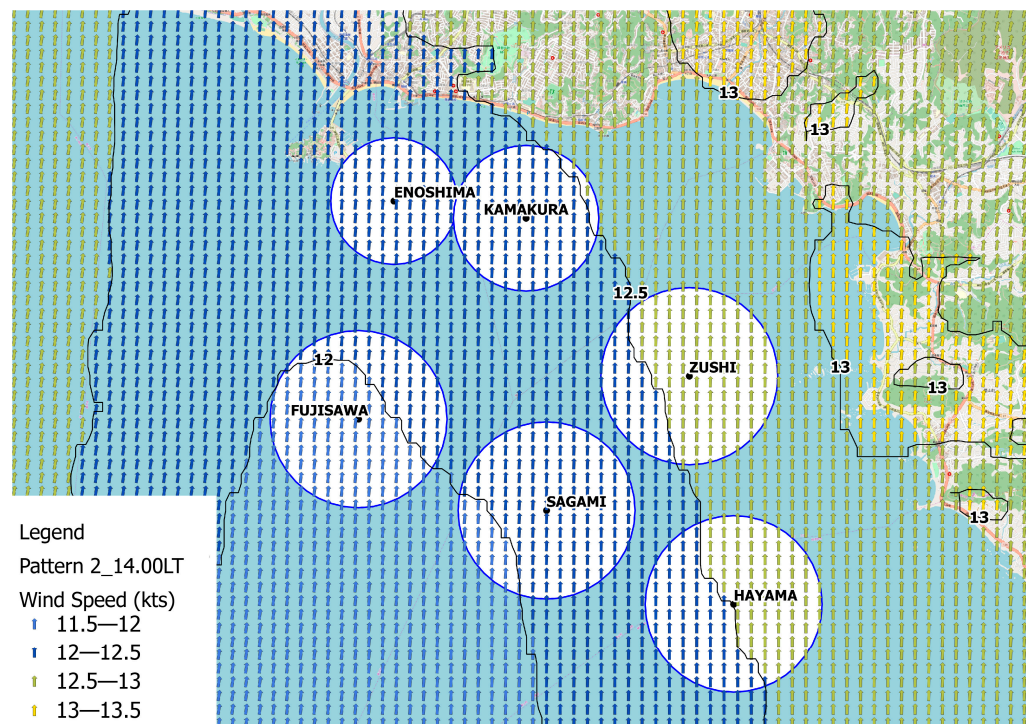 13
13
ENOSHIMA
KAMAKURA
12.5
12
ZUSHI
13
13
FUJISAWA
SAGAMI
13
HAYAMA
Legend
Pattern 2_14.00LT
Wind Speed (kts)
11.5—12
12—12.5
12.5—13
13—13.5